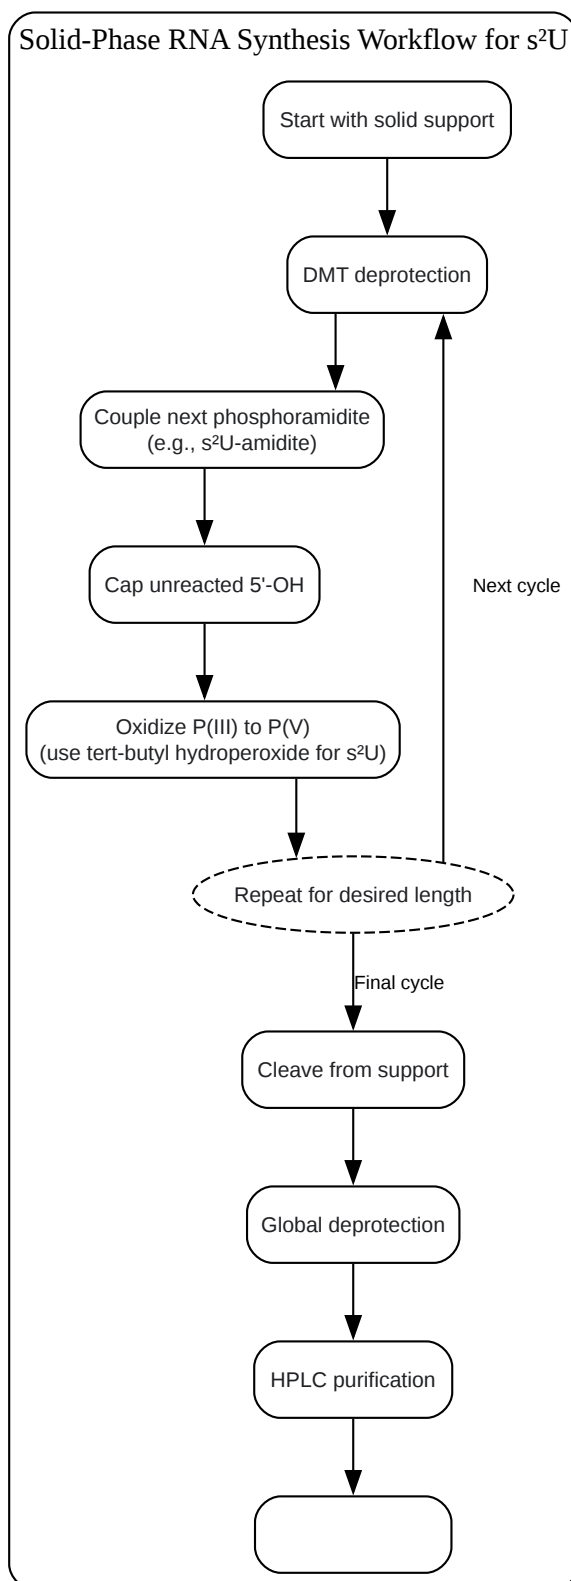 Solid-Phase RNA Synthesis Workflow for s²U
Start with solid support
DMT deprotection
Couple next phosphoramidite
(e.g., s²U-amidite)
Cap unreacted 5'-OH
Next cycle
Oxidize P(III) to P(V)
(use tert-butyl hydroperoxide for s²U)
Repeat for desired length
Final cycle
Cleave from support
Global deprotection
HPLC purification